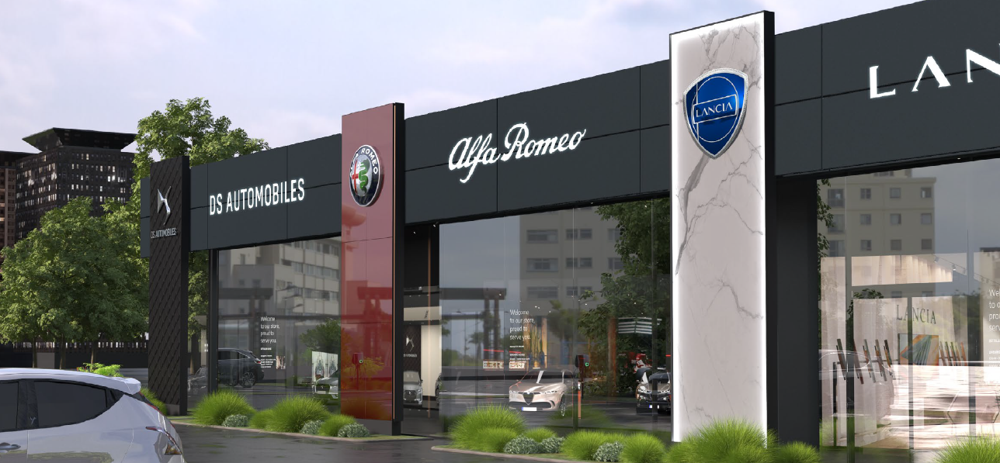 DS AUTOMOBILES
DS AUTOMOBILES
ALFA ROMEO
Alfa Romeo
LANCIA
LAN
Welcome
to our store,
proud to
serve you.
Welcome
to our store,
proud to
serve you.
LANCIA